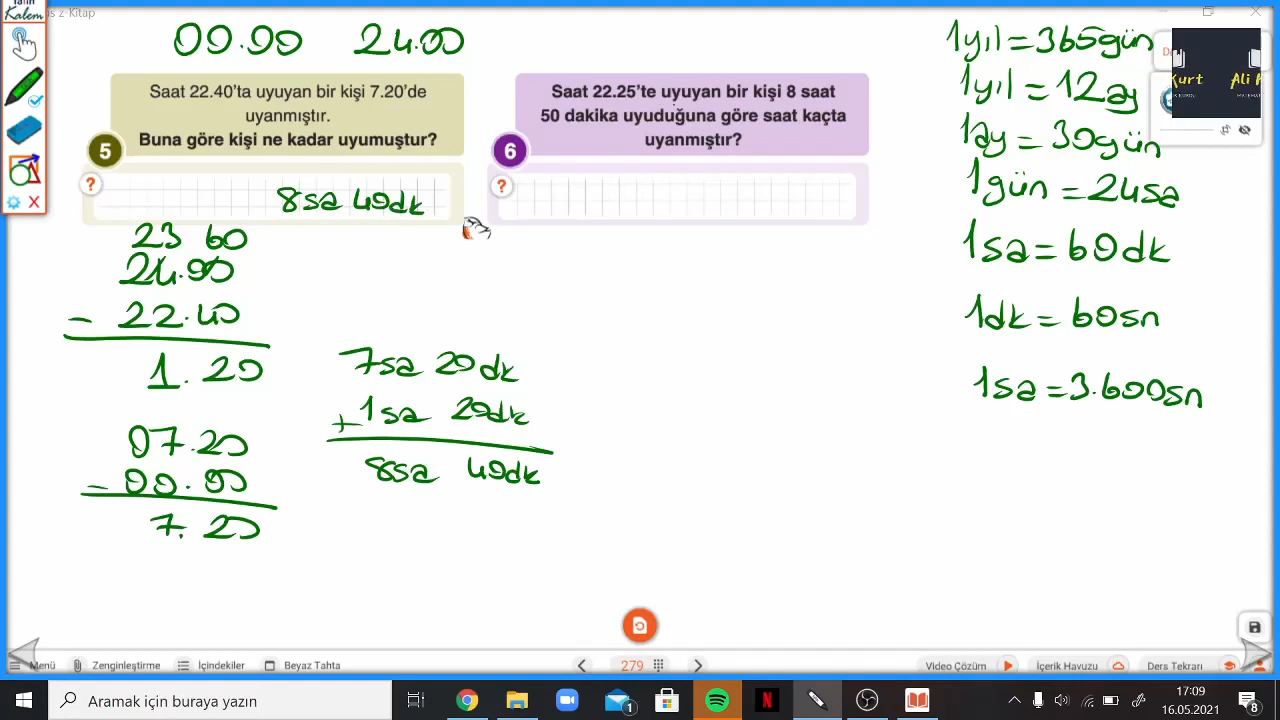 Kalem
z Kitap
00.00 24.00
1yıl = 365gün
1yıl = 12ay
1ay = 30gün
1gün = 24sa
1sa = 60dk
1dk = 60sn
1sa = 3.600sn
Kurt
Ali
Saat 22.40'ta uyuyan bir kişi 7.20'de
uyanmıştır.
Buna göre kişi ne kadar uyumuştur?
5
?
8sa 40dk
Saat 22.25'te uyuyan bir kişi 8 saat
50 dakika uyuduğuna göre saat kaçta
uyanmıştır?
6
?
23 60
24.00
- 22.40
1.20
07.20
- 00.00
7.20
7sa 20dk
+ 1sa 20dk
8sa 40dk
Menü Zenginleştirme İçindekiler Beyaz Tahta 279 Video Çözüm İçerik Havuzu Ders Tekrarı
Aramak için buraya yazın
1
N
17:09
16.05.2021
8